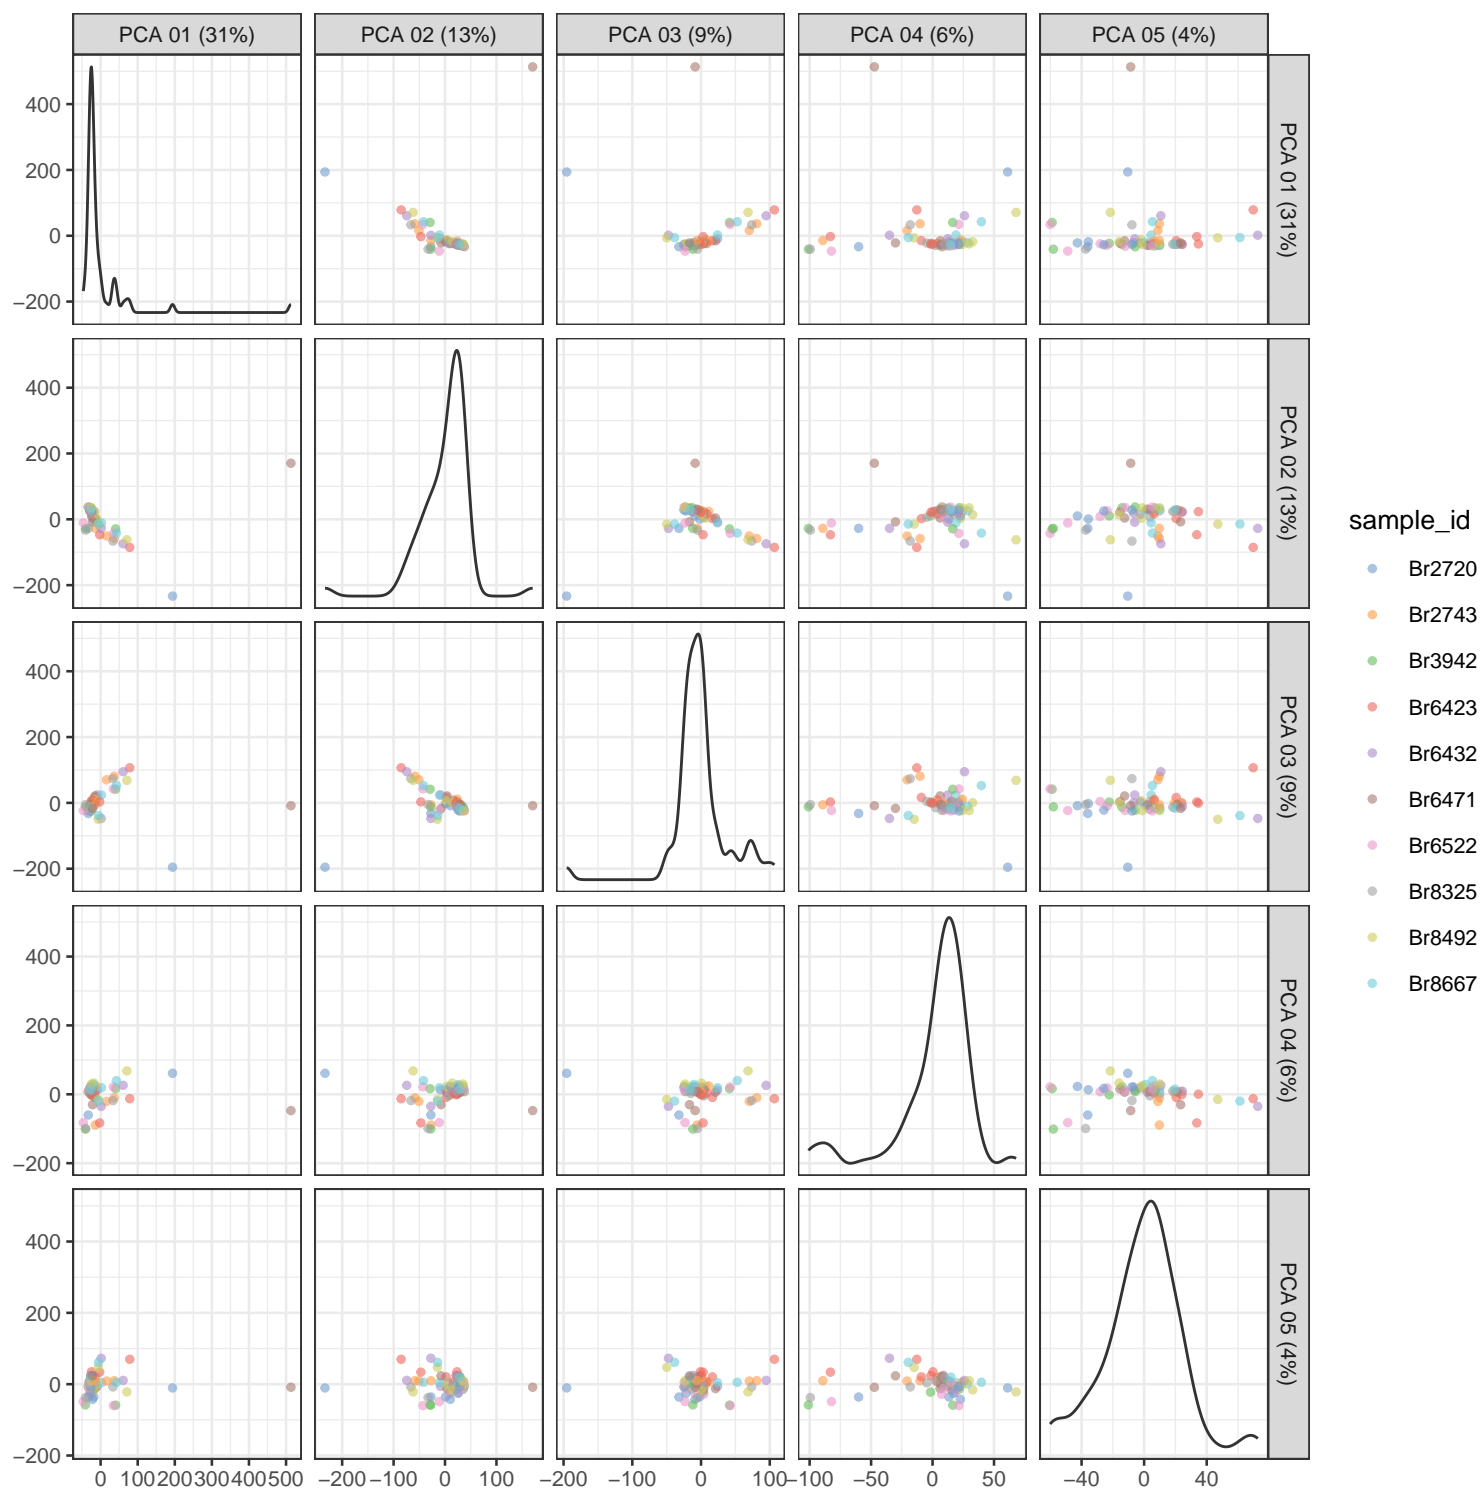 PCA 01 (31%) PCA 02 (13%) PCA 03 (9%) PCA 04 (6%) PCA 05 (4%)
400
200
0
−200
PCA 01 (31%)
400
200
0
−200
PCA 02 (13%)
400
200
0
−200
PCA 03 (9%)
400
200
0
−200
PCA 04 (6%)
400
200
0
−200
PCA 05 (4%)
0 100 200 300 400 500 −200 −100 0 100 −200 −100 0 100 −100 −50 0 50 −40 0 40
sample_id
Br2720
Br2743
Br3942
Br6423
Br6432
Br6471
Br6522
Br8325
Br8492
Br8667